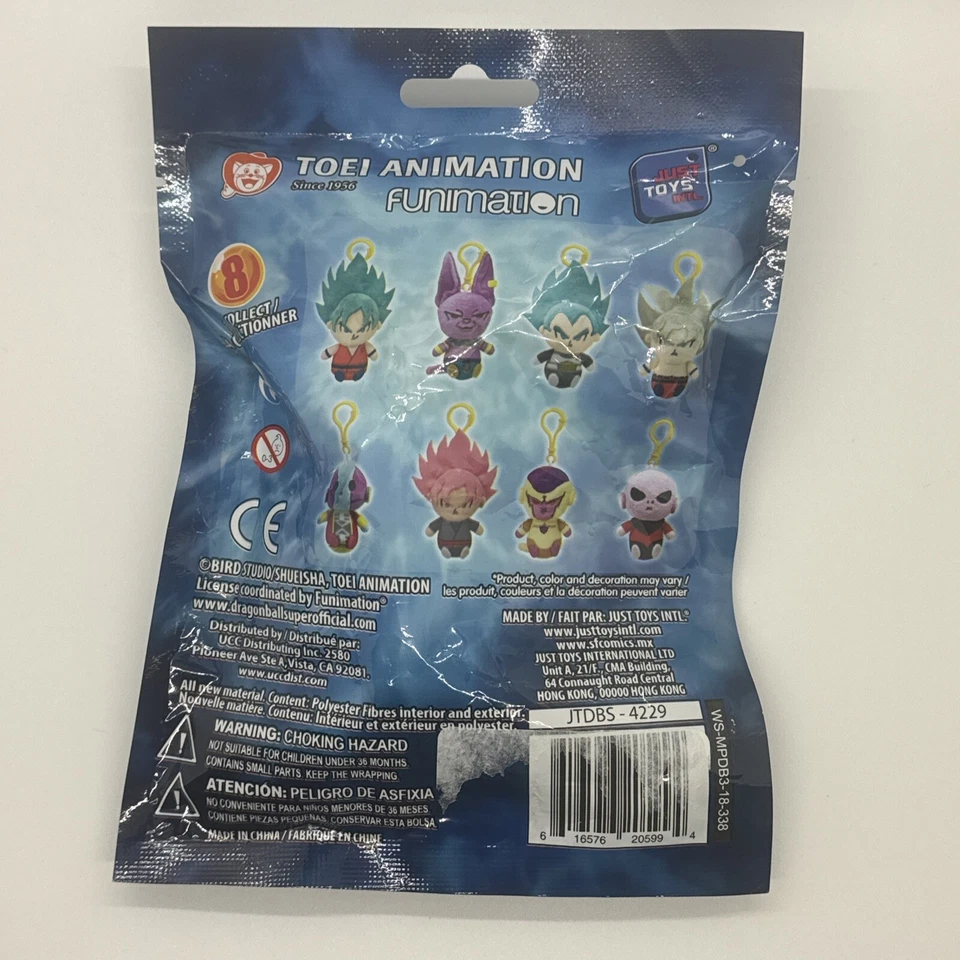 TOEI ANIMATION
Since 1956
FUNIMATION
JUST
TOYS
INTL.
®
8
OLLECT /
TIONNER
0-3
CE
©BIRD STUDIO/SHUEISHA, TOEI ANIMATION
License coordinated by Funimation®
www.dragonballsuperofficial.com
Distributed by / Distribué par:
UCC Distributing Inc. 2580
Pioneer Ave Ste A, Vista, CA 92081.
www.uccdist.com
*Product, color and decoration may vary /
les produit, couleurs et la décoration peuvent varier
MADE BY / FAIT PAR: JUST TOYS INTL.®
www.justtoysintl.com
www.sfcomics.mx
JUST TOYS INTERNATIONAL LTD
Unit A, 21/F, CMA Building,
64 Connaught Road Central
HONG KONG, 00000 HONG KONG
All new material. Content: Polyester Fibres interior and exterior.
Nouvelle matière. Contenu: Intérieur et extérieur en polyester.
WARNING: CHOKING HAZARD
NOT SUITABLE FOR CHILDREN UNDER 36 MONTHS.
CONTAINS SMALL PARTS. KEEP THE WRAPPING.
ATENCIÓN: PELIGRO DE ASFIXIA
NO CONVENIENTE PARA NIÑOS MENORES DE 36 MESES.
CONTIENE PIEZAS PEQUEÑAS. CONSERVAR ESTA BOLSA
MADE IN CHINA / FABRIQUÉ EN CHINE
JTDBS - 4229
6 16576 20599 4
WS-MPDB3-18-338